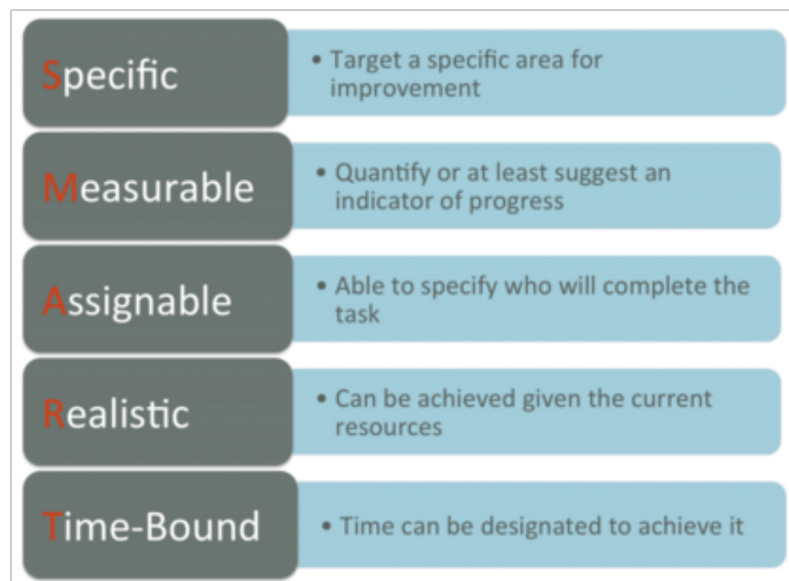 Specific
• Target a specific area for
improvement
Measurable
• Quantify or at least suggest an
indicator of progress
Assignable
• Able to specify who will complete the
task
Realistic
• Can be achieved given the current
resources
Time-Bound
• Time can be designated to achieve it